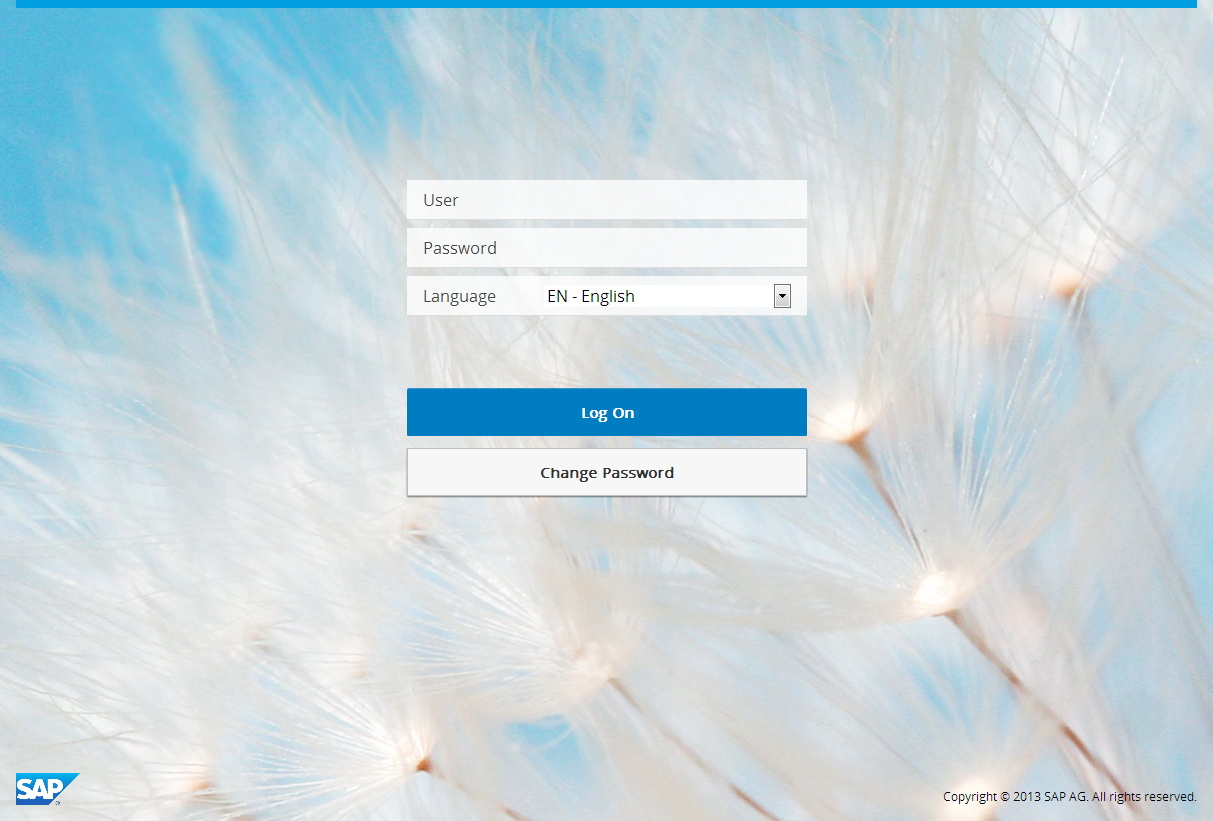 User
Password
Language EN - English
Log On
Change Password
SAP
Copyright © 2013 SAP AG. All rights reserved.